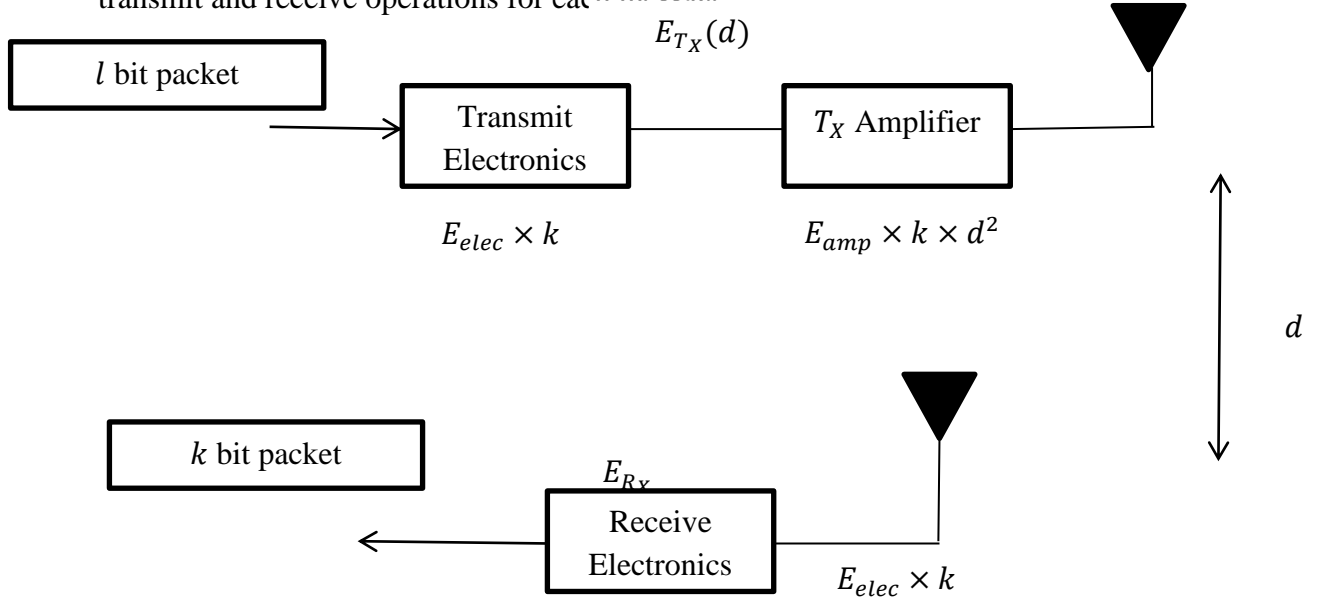 transmit and receive operations for
E_{T_X}(d)
l bit packet
Transmit
Electronics
T_X Amplifier
E_{elec} × k
E_{amp} × k × d^2
d
k bit packet
E_{R_X}
Receive
Electronics
E_{elec} × k